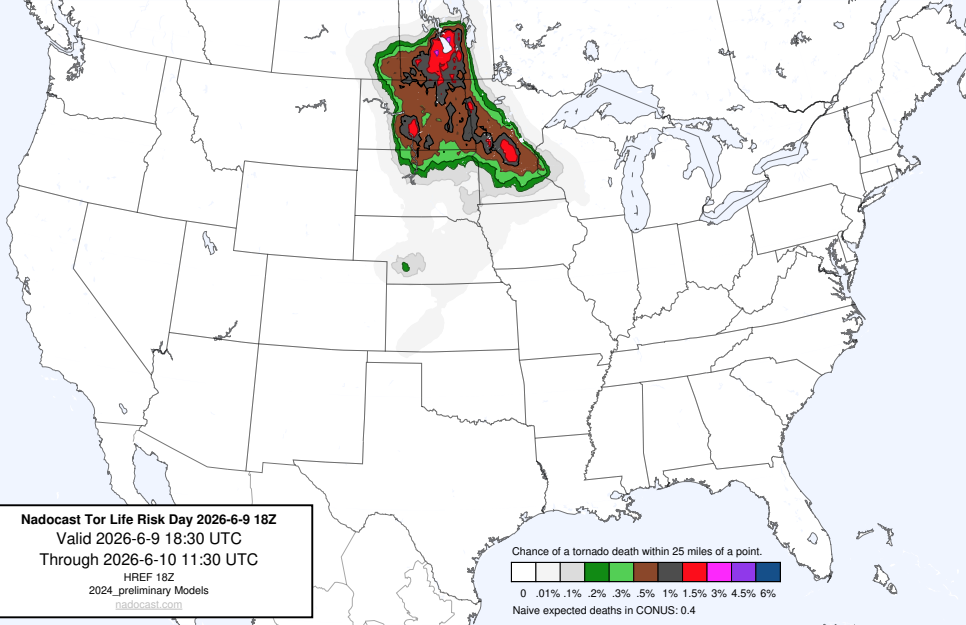 Nadocast Tor Life Risk Day 2026-6-9 18Z
Valid 2026-6-9 18:30 UTC
Through 2026-6-10 11:30 UTC
HREF 18Z
2024_preliminary Models
nadocast.com
Chance of a tornado death within 25 miles of a point.
0 .01% .1% .2% .3% .5% 1% 1.5% 3% 4.5% 6%
Naive expected deaths in CONUS: 0.4